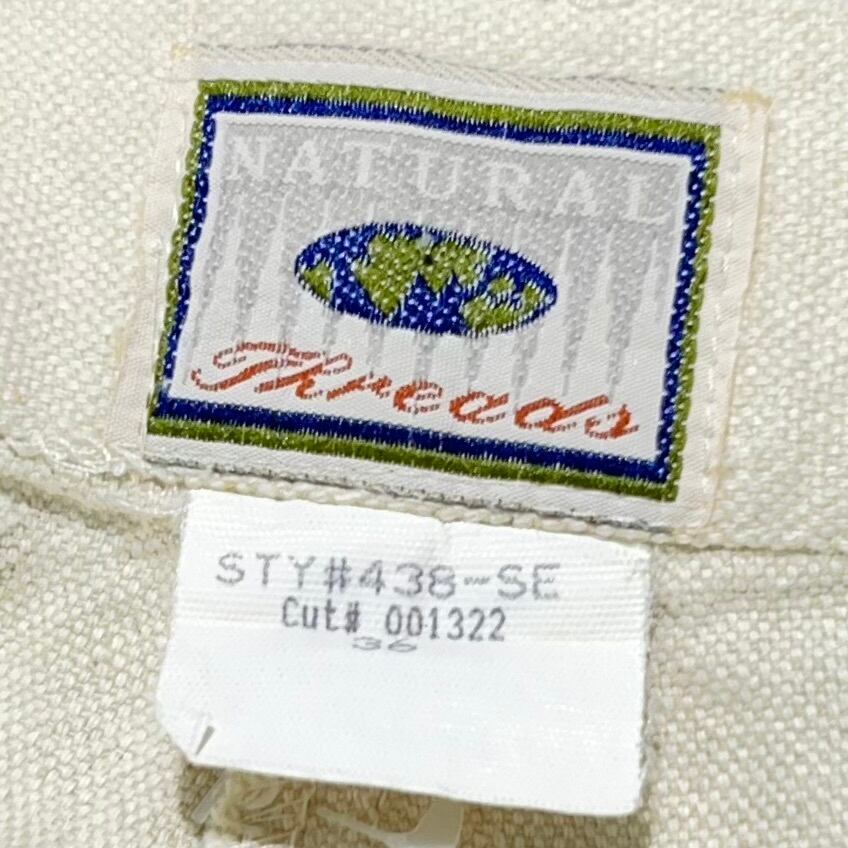 NATURAL
Threads
STY#438-SE
Cut# 001322
36